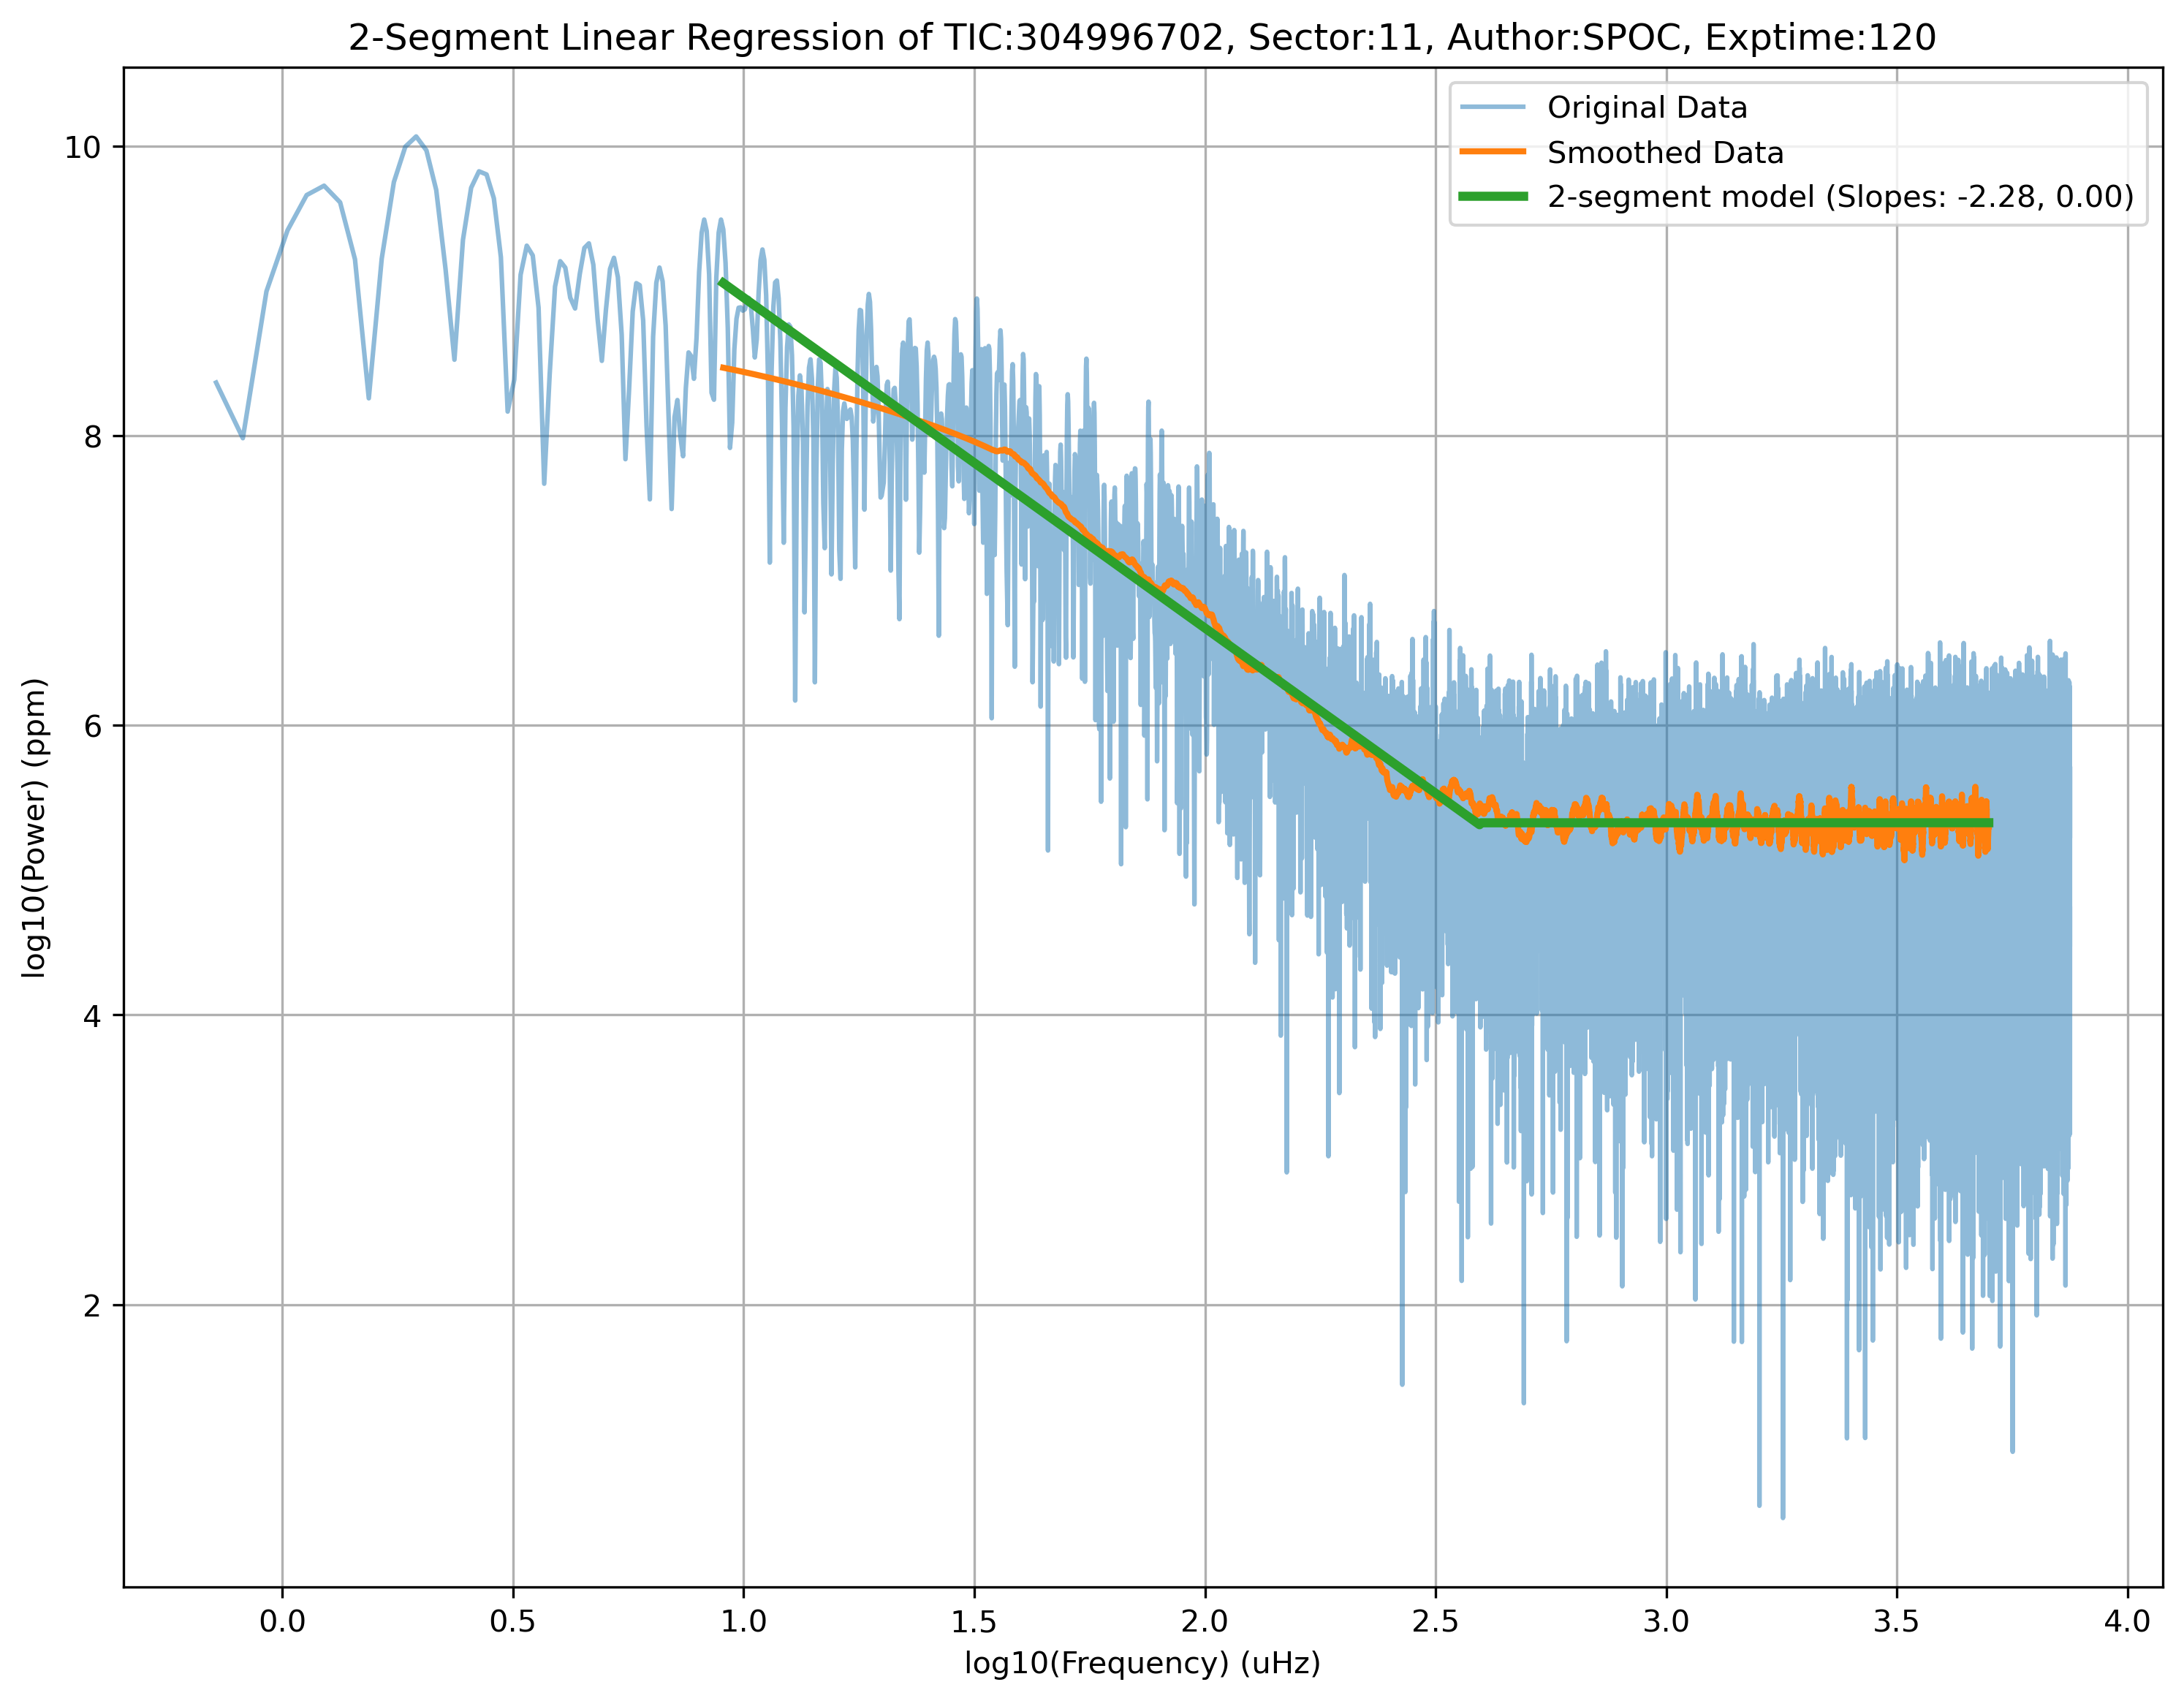 2-Segment Linear Regression of TIC:304996702, Sector:11, Author:SPOC, Exptime:120
Original Data
Smoothed Data
2-segment model (Slopes: -2.28, 0.00)
log10(Power) (ppm)
10
8
6
4
2
0.0 0.5 1.0 1.5 2.0 2.5 3.0 3.5 4.0
log10(Frequency) (uHz)